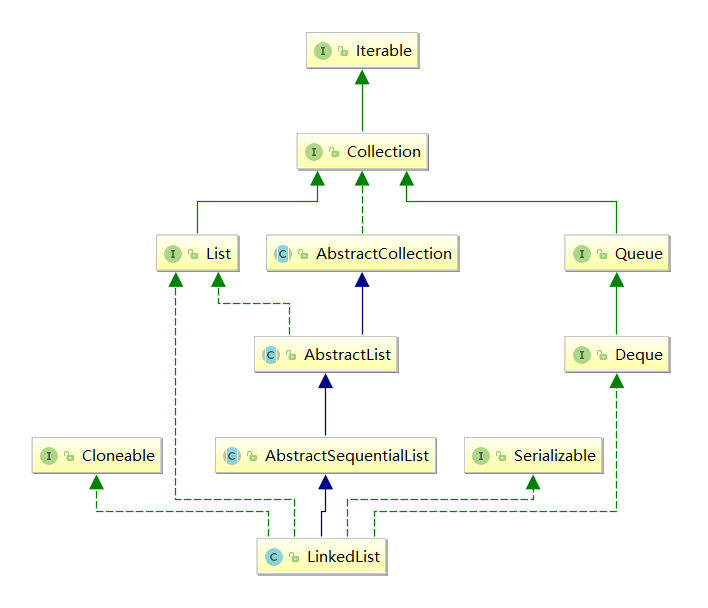 I Iterable
I Collection
I List
C AbstractCollection
I Queue
C AbstractList
I Deque
I Cloneable
C AbstractSequentialList
I Serializable
C LinkedList